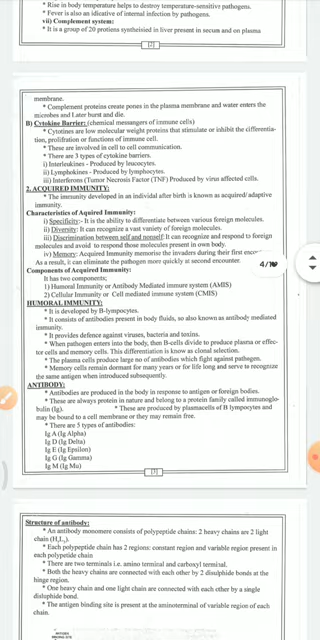 * Rise in body temperature helps to destroy temperature-sensitive pathogens.
* Fever is also an idicative of internal infection by pathogens.
vii) Complement system:
* It is a group of 20 protiens syntheisied in liver present in secum and on plasma
[2]
membrane.
* Complement proteins create pones in the plasma membrane and water enters the
microbes and Later hurst and die.
B) Cytokine Barrier: (chemical messangers of immune cells)
* Cytotines are low molecular weight proteins that stimulate or inhibit the differentia-
tion, prolifration or functions of immune cell.
* These are involved in cell to cell communication.
* There are 3 types of cytokine barriers.
i) Interleukines - Produced by leucocytes.
ii) Lymphokines - Produced by lymphocytes.
iii) Interferons (Tumor Necrosis Factor (TNF) Produced by virus affected cells.
2. ACQUIRED IMMUNITY:
* The immunity developed in an individal after birth is known as acquired/adaptive
immunity.
Characteristics of Aquired Immunity:
i) Specificity:- It is the ability to differentiate between various foreign molecules.
ii) Diversity: It can recognize a vast variety of foreign molecules.
iii) Discrimination between self and nonself: It can recognize and respond to foreign
molecules and avoid to respond those molecules present in own body.
iv) Memory: Acquired Immunity memorise the invaders during their first encou
As a result, it can eliminate the pathogen more quickly at second encounter.
4/10
Components of Acquired Immunity:
It has two components;
1) Humonal Immunity or Antibody Mediated immure system (AMIS)
2) Cellular Immunity or Cell mediated immune system (CMIS)
HUMORAL IMMUNITY:
* It is developed by B-lympocytes.
* It consists of antibodies present in body fluids, so also known as antibody mediated
immunity.
* It provides defence against viruses, bacteria and toxins.
* When pathogen enters into the body, then B-cells divide to produce plasma or effec-
tor cells and memory cells. This differentiation is know as clonal selection.
* The plasma cells produce large no of antibodies which fight against pathogen.
* Memory cells remain dormant for many years or for life long and serve to recognize
the same antigen when introduced subsequently.
ANTIBODY:
* Antibodies are produced in the body in response to antigen or foreign bodies.
* These are always protein in nature and belong to a protein family called immunoglo-
bulin (Ig). * These are produced by plasmacells of B lympocytes and
may be bound to a cell membrane or they may remain free.
* There are 5 types of antibodies:
Ig A (Ig Alpha)
Ig D (Ig Delta)
Ig E (Ig Epsilon)
Ig G (Ig Gamma)
Ig M (Ig Mu)
[3]
Structure of antibody:
* An antibody monomere consists of polypeptide chains: 2 heavy chains are 2 light
chain (H₂L₂).
* Each polypeptide chain has 2 regions: constant region and variable region present in
each polypetide chain
* There are two terminals i.e. amino terminal and carboxyl termimal.
* Both the heavy chains are connected with each other by 2 disulphide bonds at the
hinge region.
* One heavy chain and one light chain are connected with each other by a single
disluphide bond.
* The antigen binding site is present at the aminoterminal of variable region of each
chain.
ANTIGEN
BINDING SITE